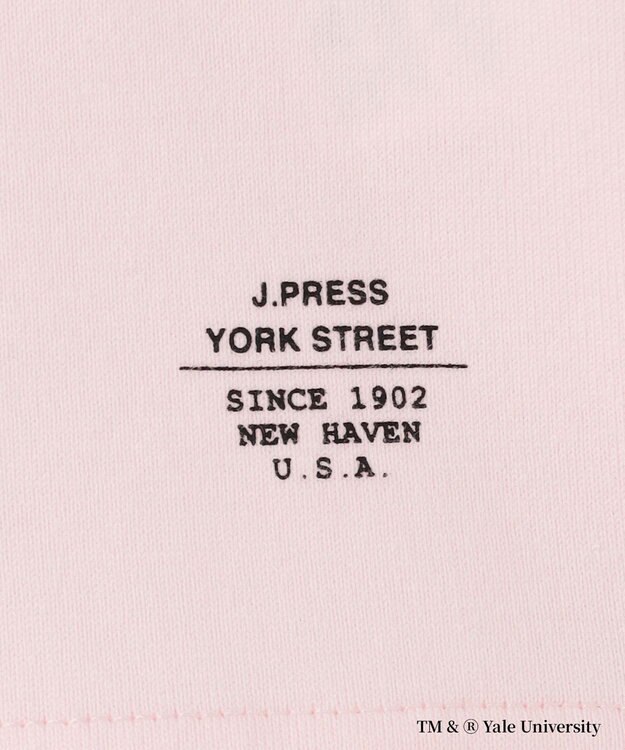 J.PRESS
YORK STREET
SINCE 1902
NEW HAVEN
U.S.A.
TM & ® Yale University